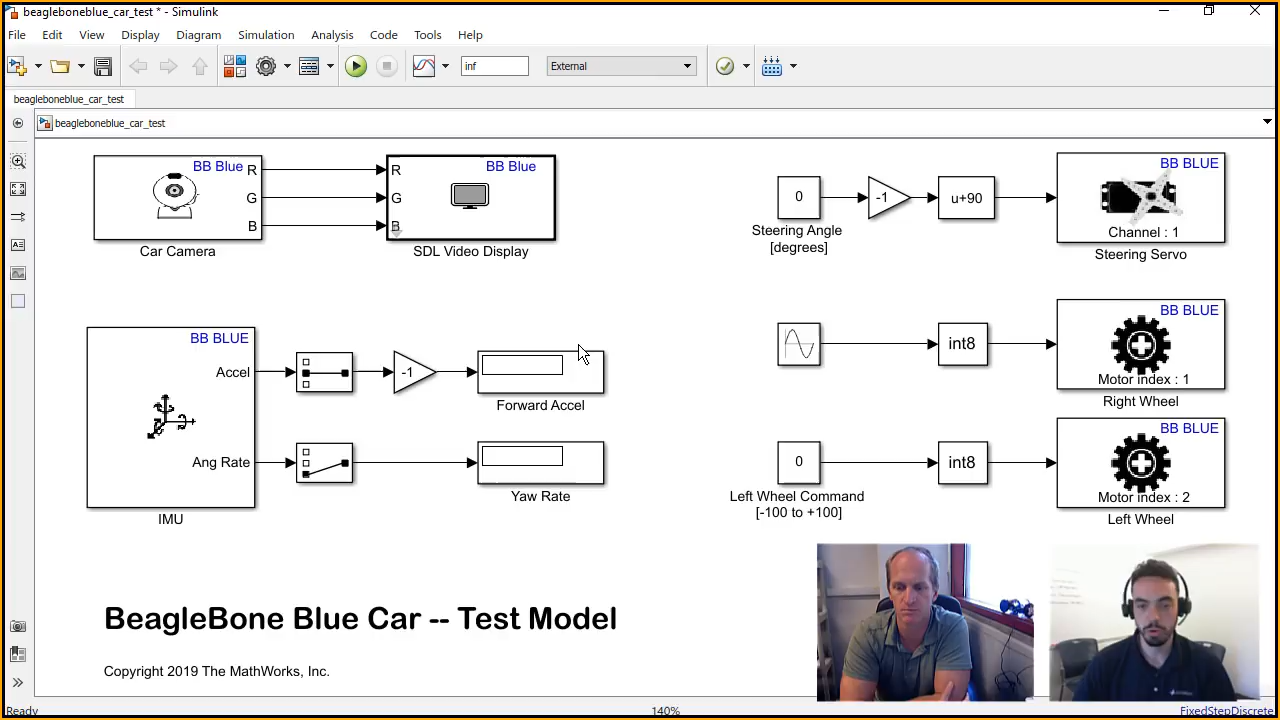 beagleboneblue_car_test * - Simulink
File Edit View Display Diagram Simulation Analysis Code Tools Help
inf External
beagleboneblue_car_test
beagleboneblue_car_test
BB Blue R G B
Car Camera
R G B BB Blue
SDL Video Display
0
Steering Angle
[degrees]
-1
u+90
BB BLUE
Channel : 1
Steering Servo
BB BLUE
Accel
Ang Rate
IMU
-1
Forward Accel
Yaw Rate
int8
BB BLUE
Motor index : 1
Right Wheel
0
Left Wheel Command
[-100 to +100]
int8
BB BLUE
Motor index : 2
Left Wheel
BeagleBone Blue Car -- Test Model
Copyright 2019 The MathWorks, Inc.
Ready 140% FixedStepDiscrete